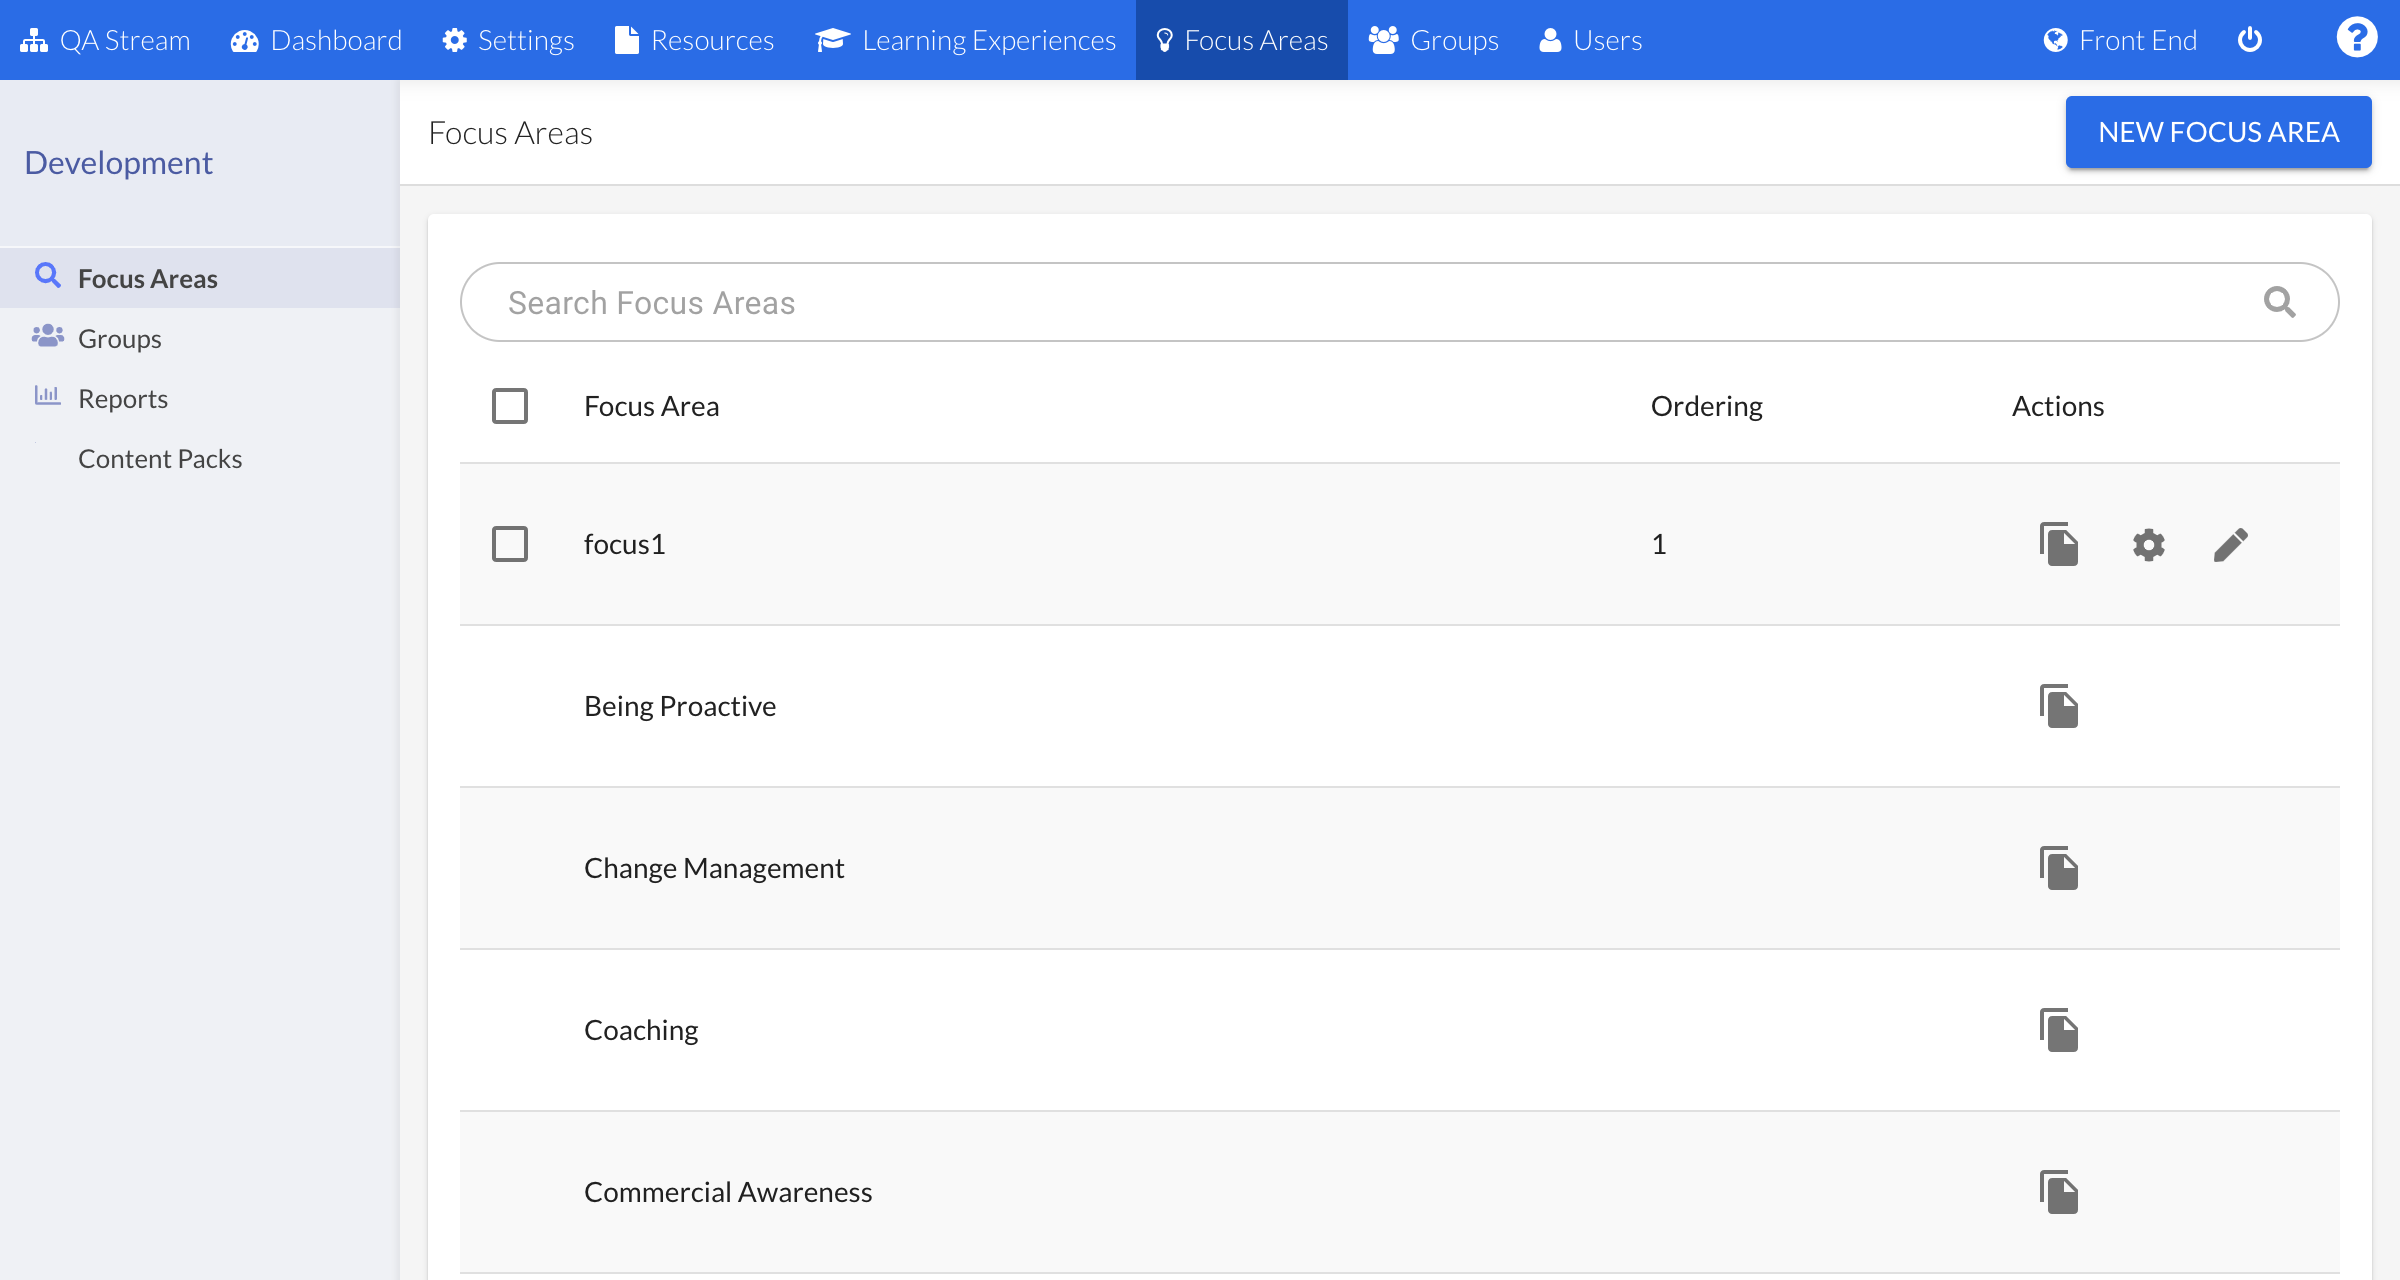 QA Stream Dashboard Settings Resources Learning Experiences Focus Areas Groups Users Front End
Development
Focus Areas
Groups
Reports
Content Packs
Focus Areas
NEW FOCUS AREA
Search Focus Areas
Focus Area Ordering Actions
focus1 1
Being Proactive
Change Management
Coaching
Commercial Awareness